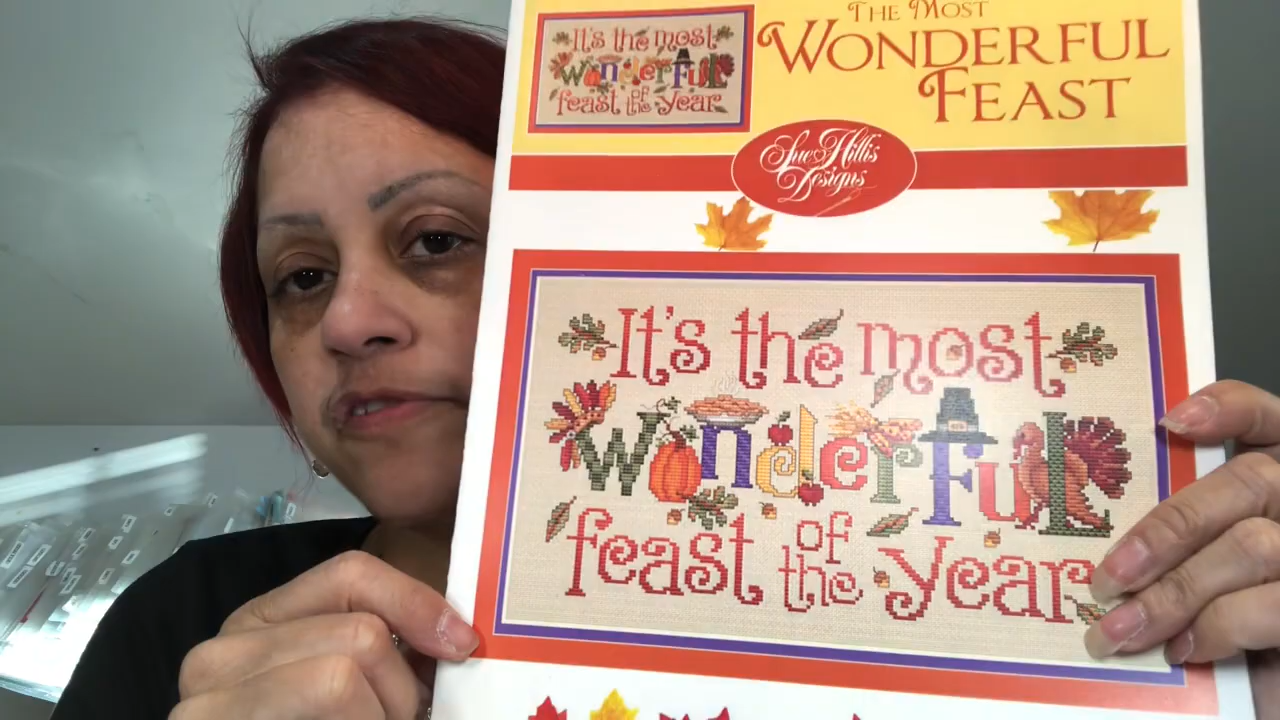 The Most
Wonderful
Feast
It's the most
wonderful
feast of the year
Sue Hillis
Designs
It's the most
wonderful
feast of the year